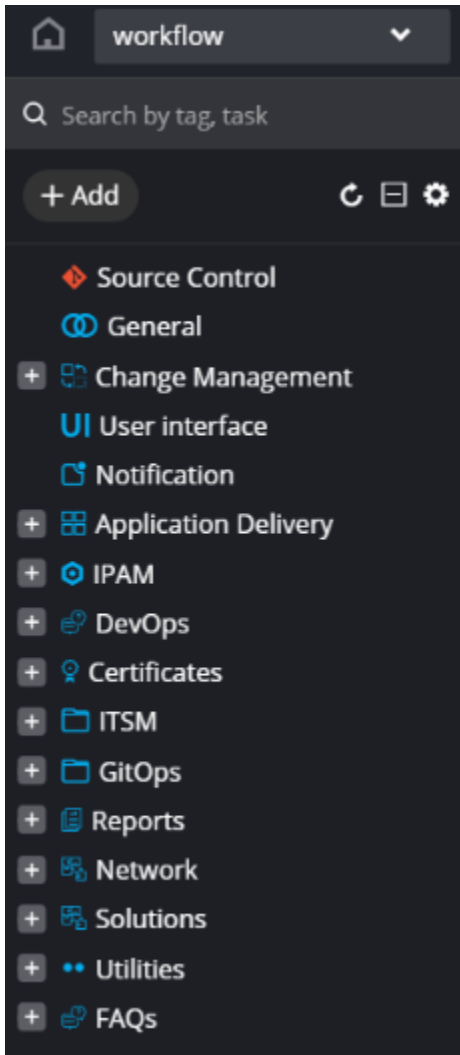 workflow
Search by tag, task
+ Add
Source Control
General
Change Management
UI User interface
Notification
Application Delivery
IPAM
DevOps
Certificates
ITSM
GitOps
Reports
Network
Solutions
Utilities
FAQs